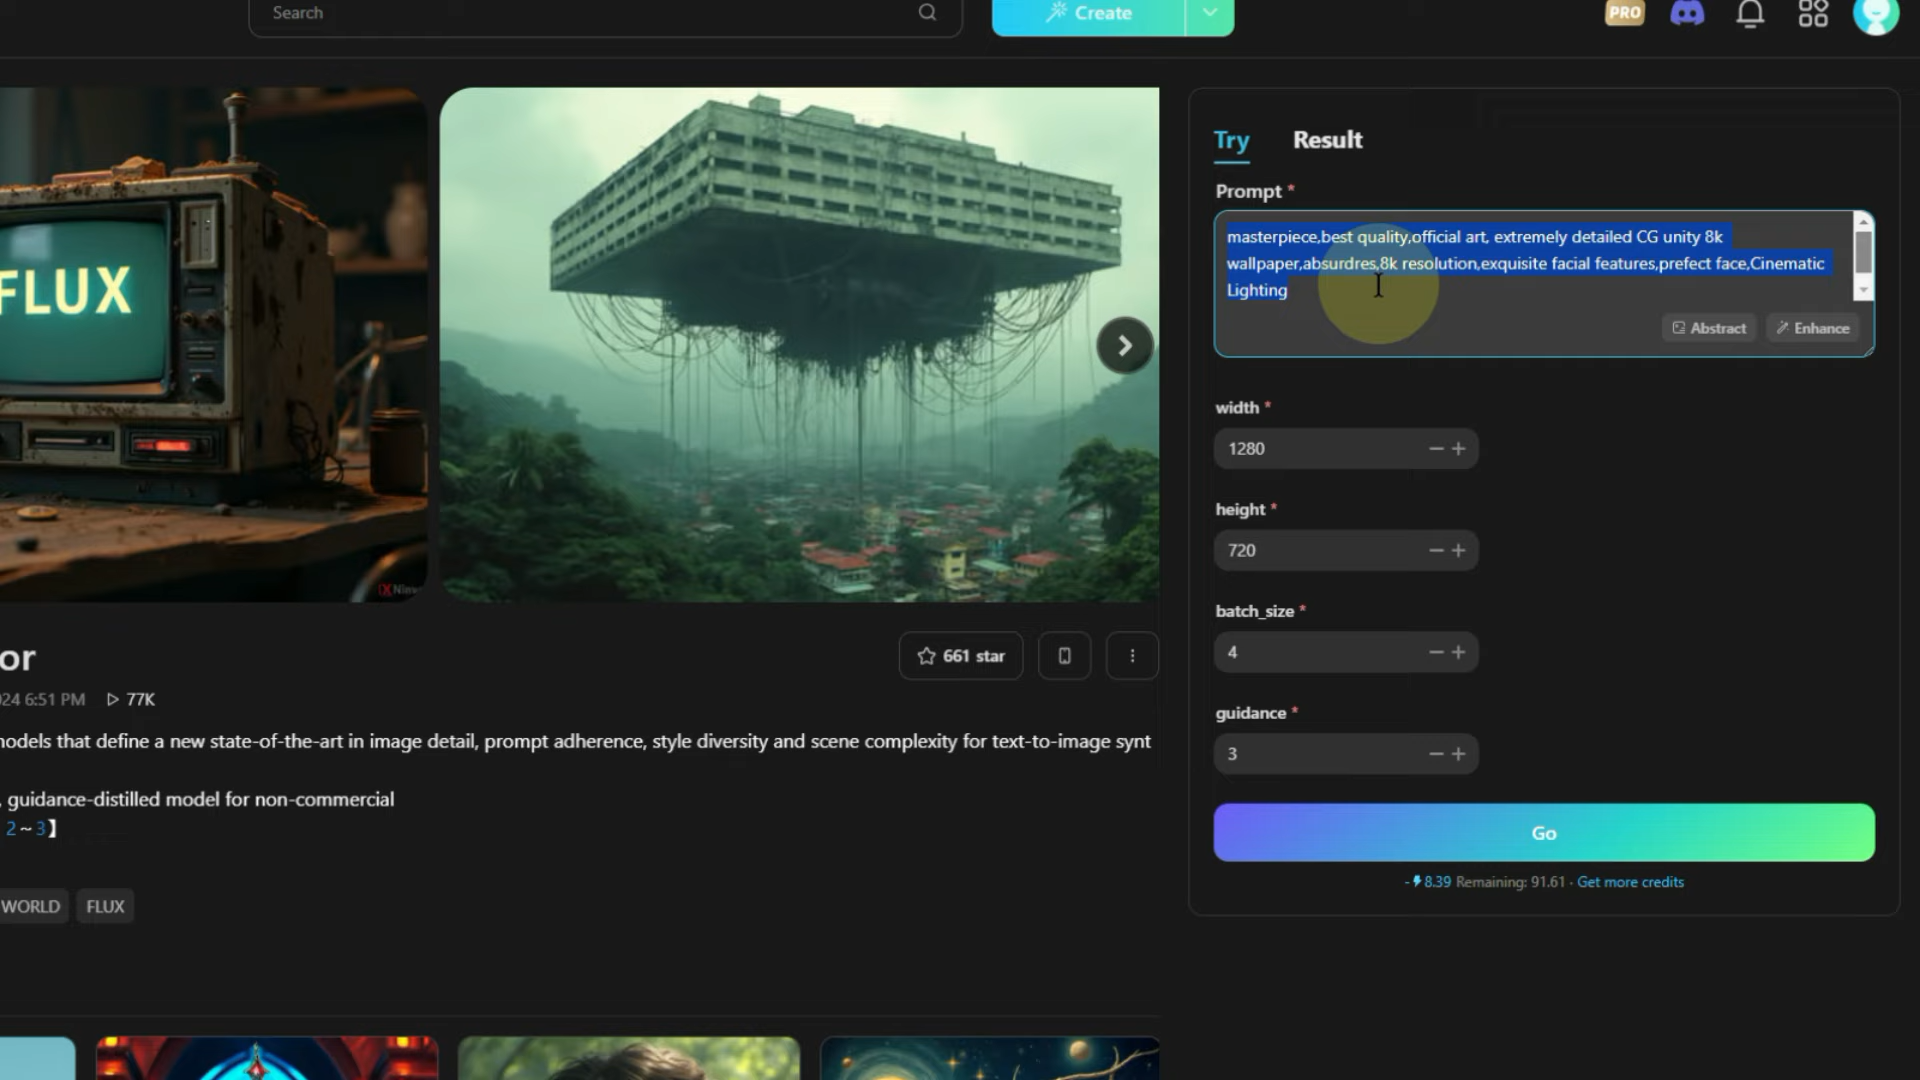 Search
Create
PRO
FLUX
Try
Result
Prompt *
masterpiece,best quality,official art, extremely detailed CG unity 8k
wallpaper,absurdres,8k resolution,exquisite facial features,prefect face,Cinematic
Lighting
Abstract
Enhance
width *
1280
height *
720
batch_size *
4
guidance *
3
Go
-8.39 Remaining: 91.61 · Get more credits
or
661 star
024 6:51 PM 77K
models that define a new state-of-the-art in image detail, prompt adherence, style diversity and scene complexity for text-to-image synt
, guidance-distilled model for non-commercial
2~3】
WORLD
FLUX